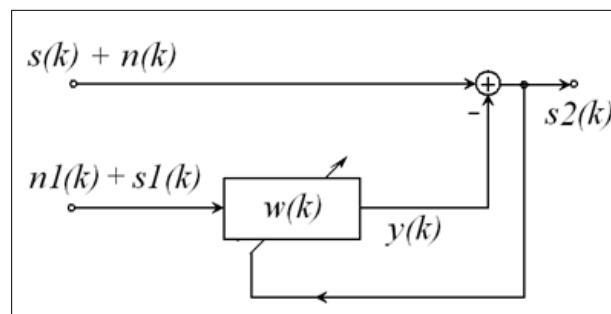 s(k) + n(k)
+
-
s2(k)
n1(k) + s1(k)
w(k)
y(k)